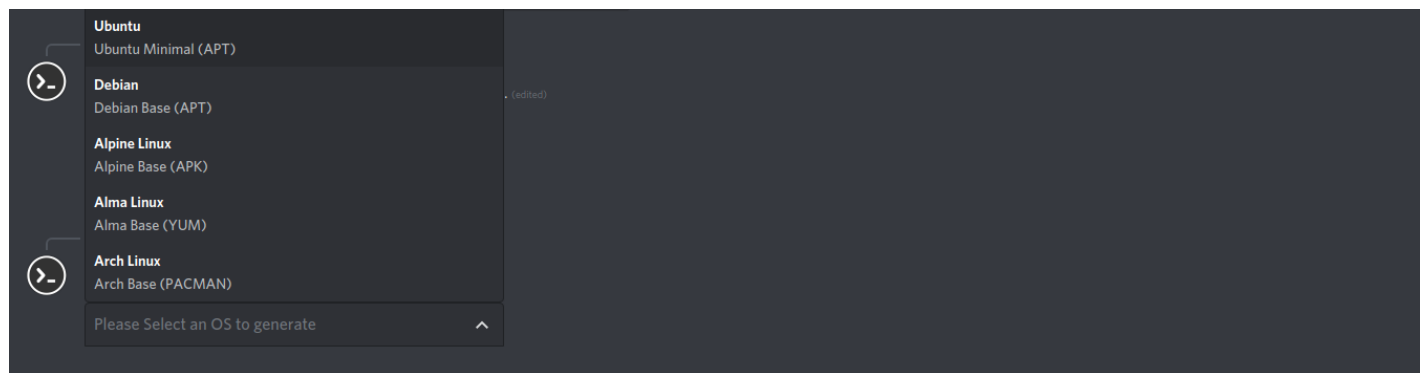 Ubuntu
Ubuntu Minimal (APT)
Debian
Debian Base (APT)
. (edited)
Alpine Linux
Alpine Base (APK)
Alma Linux
Alma Base (YUM)
Arch Linux
Arch Base (PACMAN)
Please Select an OS to generate